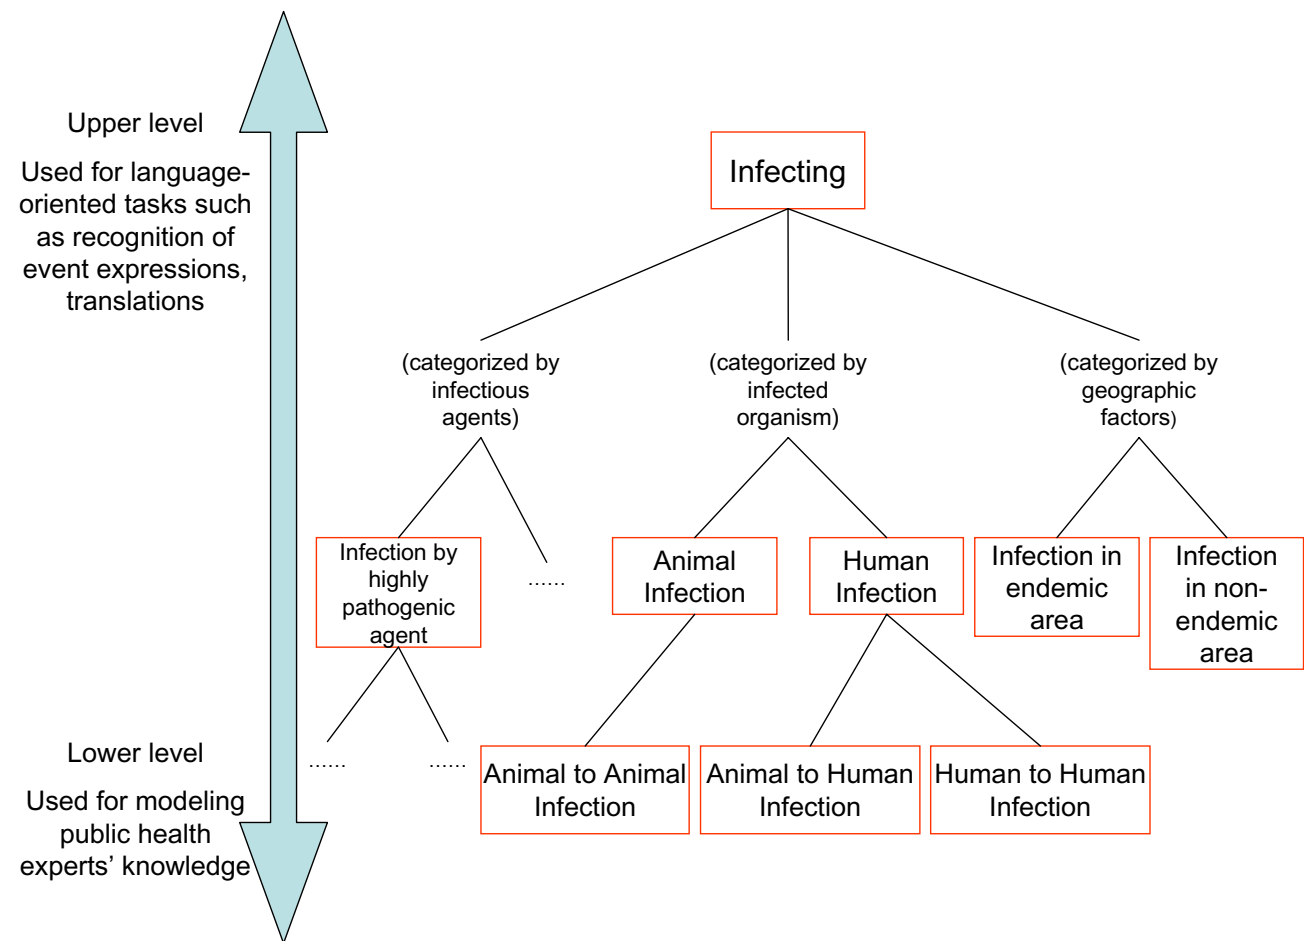 Upper level
Used for language-
oriented tasks such
as recognition of
event expressions,
translations
Infecting
(categorized by
infectious
agents)
(categorized by
infected
organism)
(categorized by
geographic
factors)
Infection by
highly
pathogenic
agent
......
Animal
Infection
Human
Infection
Infection in
endemic
area
Infection
in non-
endemic
area
Lower level
Used for modeling
public health
experts’ knowledge
......
......
Animal to Animal
Infection
Animal to Human
Infection
Human to Human
Infection